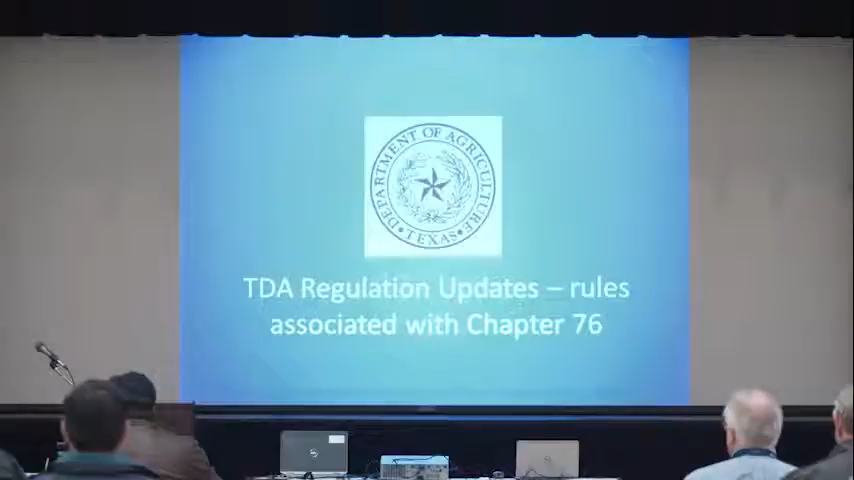 DEPARTMENT OF AGRICULTURE
TEXAS
TDA Regulation Updates – rules
associated with Chapter 76